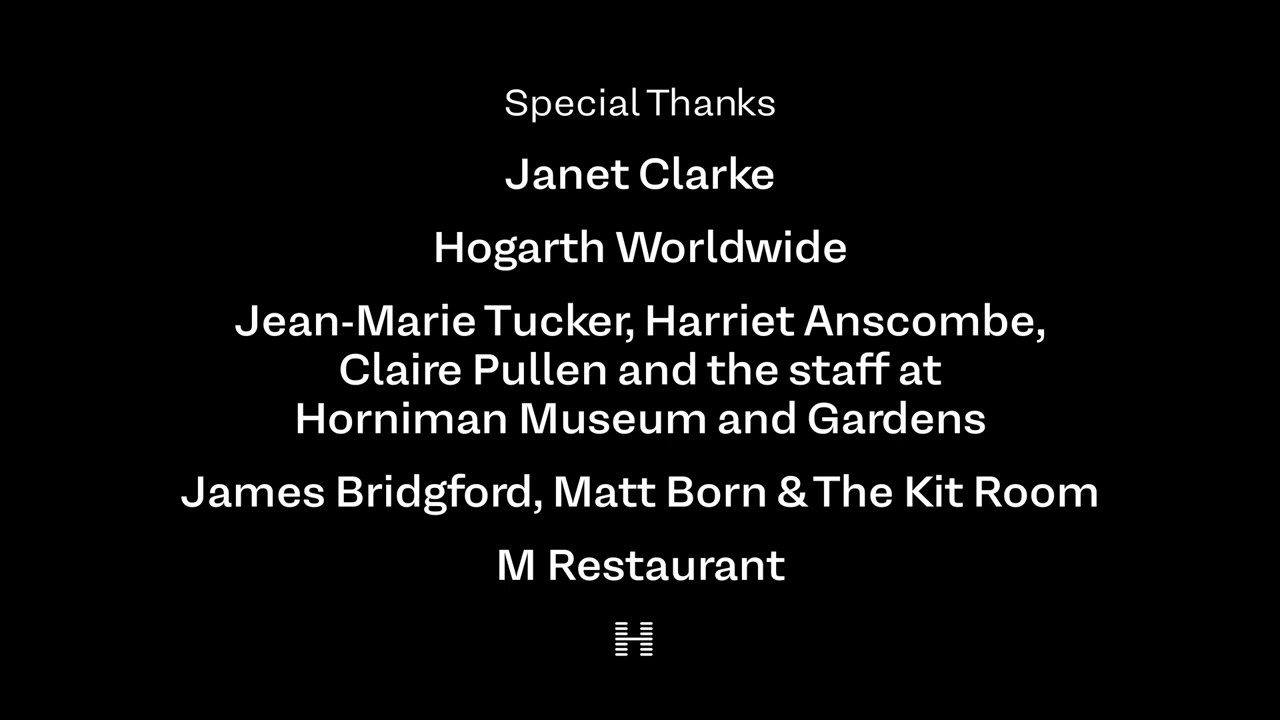 Special Thanks
Janet Clarke
Hogarth Worldwide
Jean-Marie Tucker, Harriet Anscombe,
Claire Pullen and the staff at
Horniman Museum and Gardens
James Bridgford, Matt Born & The Kit Room
M Restaurant
H